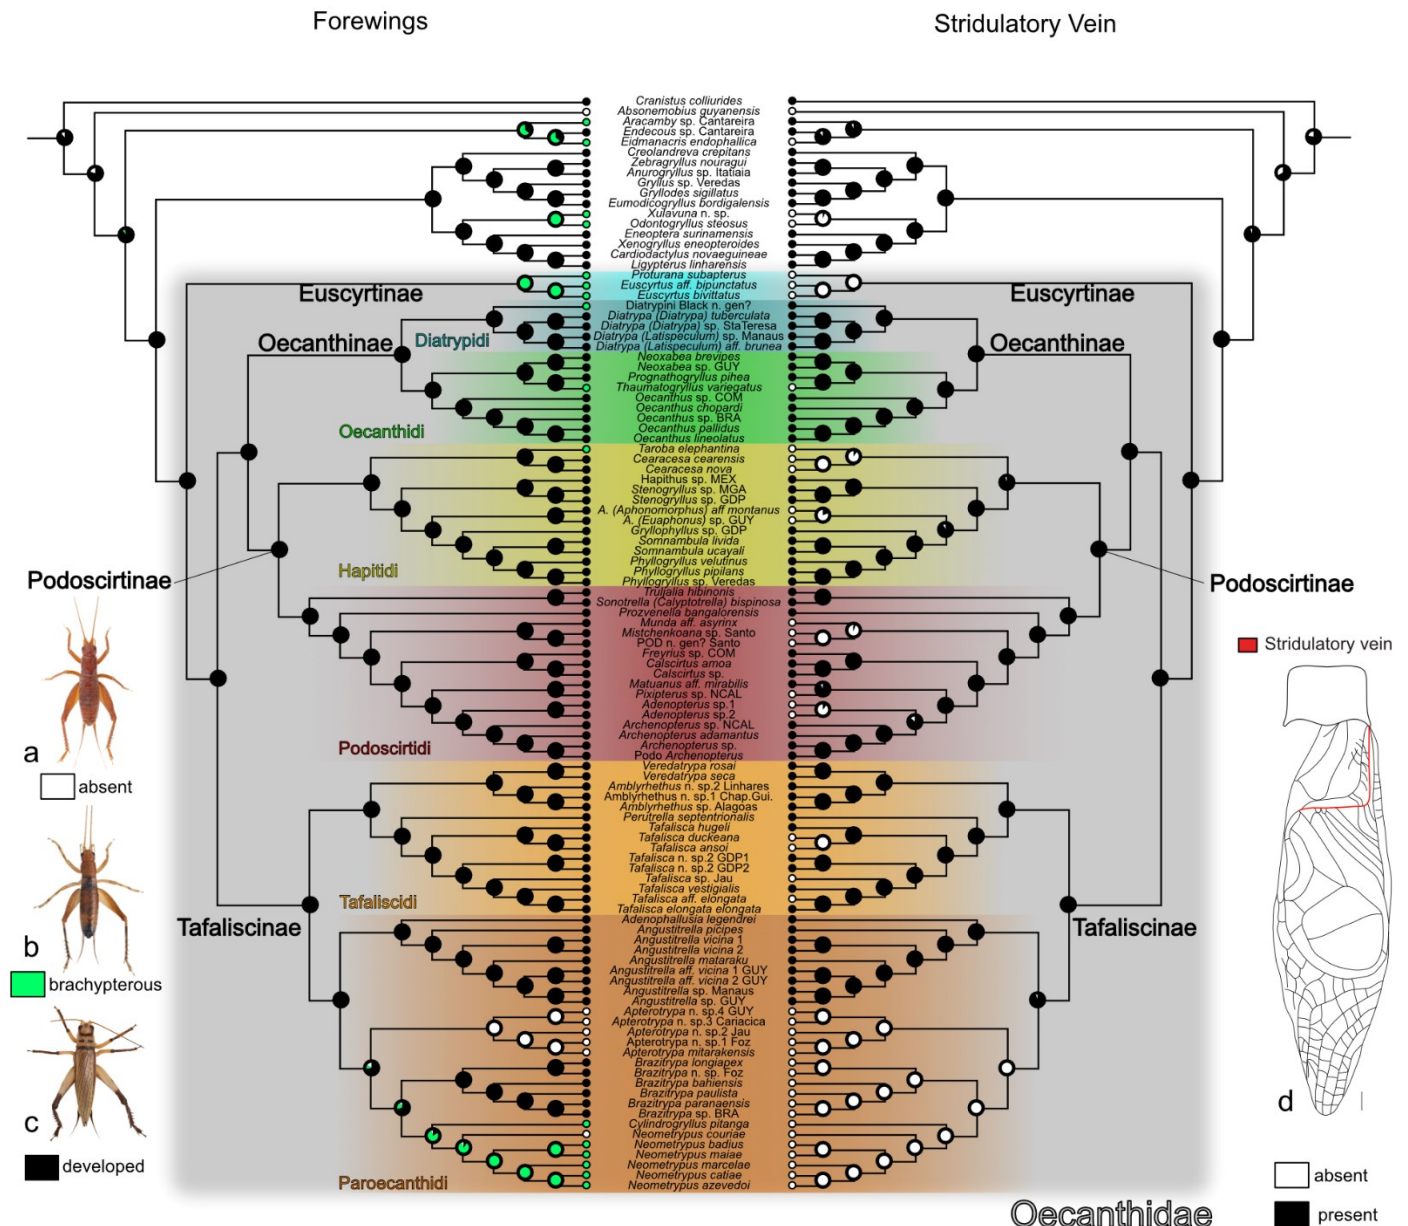 Forewings
Stridulatory Vein
Cranistus colliurides
Absonemobius guyanensis
Aracamby sp. Cantareira
Endecous sp. Cantareira
Eidmanacris endophallica
Creolandreva crepitans
Zebragryllus nouragui
Anurogryllus sp. Itatiaia
Gryllus sp. Veredas
Gryllodes sigillatus
Eumodicogryllus bordigalensis
Xulavuna n. sp.
Odontogryllus steosus
Eneoptera surinamensis
Xenogryllus eneopteroides
Cardiodactylus novaeguineae
Ligypterus linharensis
Proturana subapterus
Euscyrtus aff. bipunctatus
Euscyrtus bivittatus
Euscyrtinae
Euscyrtinae
Diatrypini Black n. gen?
Diatrypa (Diatrypa) tuberculata
Diatrypa (Diatrypa) sp. StaTeresa
Diatrypa (Latispeculum) sp. Manaus
Diatrypa (Latispeculum) aff. brunea
Oecanthinae
Diatrypidi
Oecanthinae
Neoxabea brevipes
Neoxabea sp. GUY
Prognathogryllus pihea
Thaumatogryllus variegatus
Oecanthus sp. COM
Oecanthus chopardi
Oecanthus sp. BRA
Oecanthus pallidus
Oecanthus lineolatus
Oecanthidi
Taroba elephantina
Cearacesa cearensis
Cearacesa nova
Hapithus sp. MEX
Stenogryllus sp. MGA
Stenogryllus sp. GDP
A. (Aphonomorphus) aff montanus
A. (Euaphonus) sp. GUY
Gryllophyllus sp. GDP
Somnambula livida
Somnambula ucayali
Phyllogryllus velutinus
Phyllogryllus pipilans
Phyllogryllus sp. Veredas
Hapitidi
Podoscirtinae
Podoscirtinae
Truljalia hibinonis
Sonotrella (Calyptotrella) bispinosa
Prozvenella bangalorensis
Munda aff. asyrinx
Mistchenkoana sp. Santo
POD n. gen? Santo
Freyrius sp. COM
Calscirtus amoa
Calscirtus sp.
Matuanus aff. mirabilis
Pixipterus sp. NCAL
Adenopterus sp.1
Adenopterus sp.2
Archenopterus sp. NCAL
Archenopterus adamantus
Archenopterus sp.
Podo Archenopterus
Podoscirtidi
Stridulatory vein
a
absent
Veredatrypa rosai
Veredatrypa seca
Amblyrhethus n. sp.2 Linhares
Amblyrhethus n. sp.1 Chap.Gui.
Amblyrhethus sp. Alagoas
Perutrella septentrionalis
Tafalisca hugeli
Tafalisca duckeana
Tafalisca ansoi
Tafalisca n. sp.2 GDP1
Tafalisca n. sp.2 GDP2
Tafalisca sp. Jau
Tafalisca vestigialis
Tafalisca aff. elongata
Tafalisca elongata elongata
Tafaliscidi
Tafaliscinae
Tafaliscinae
b
brachypterous
Adenophallusia legendrei
Angustitrella picipes
Angustitrella vicina 1
Angustitrella vicina 2
Angustitrella mataraku
Angustitrella aff. vicina 1 GUY
Angustitrella aff. vicina 2 GUY
Angustitrella sp. Manaus
Angustitrella sp. GUY
Apterotrypa n. sp.4 GUY
Apterotrypa n. sp.3 Cariacica
Apterotrypa n. sp.2 Jau
Apterotrypa n. sp.1 Foz
Apterotrypa mitarakensis
Brazitrypa longiapex
Brazitrypa n. sp. Foz
Brazitrypa bahiensis
Brazitrypa paulista
Brazitrypa paranaensis
Brazitrypa sp. BRA
Cylindrogryllus pitanga
Neometrypus couriae
Neometrypus badius
Neometrypus maiae
Neometrypus marcelae
Neometrypus catiae
Neometrypus azevedoi
Paroecanthidi
c
developed
d
absent
present
Oecanthidae